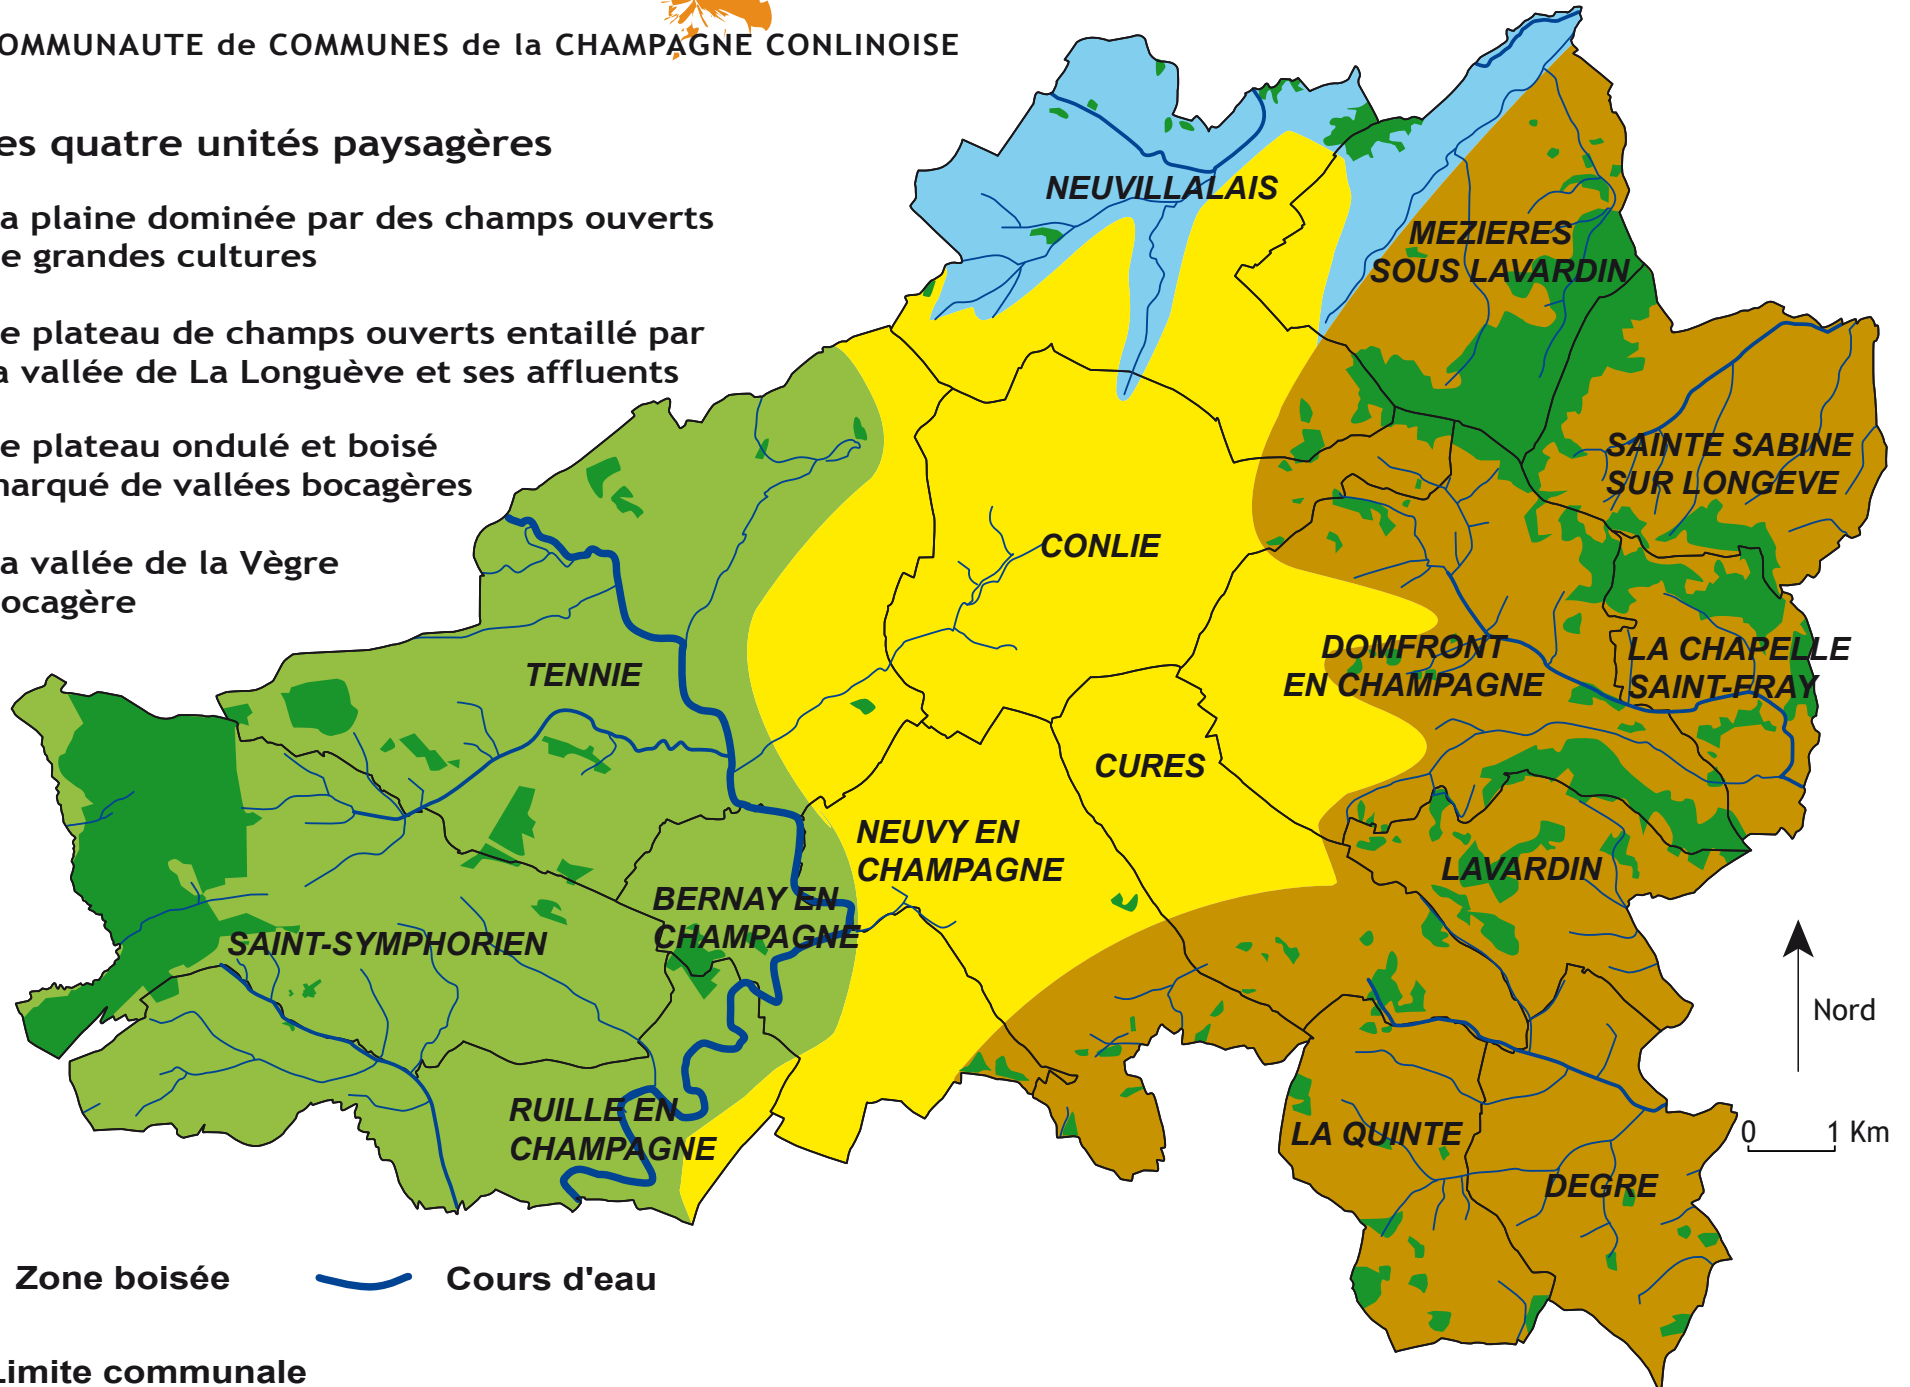 OMMUNAUTE de COMMUNES de la CHAMPAGNE CONLINOISE
es quatre unités paysagères
a plaine dominée par des champs ouverts
e grandes cultures
e plateau de champs ouverts entaillé par
a vallée de La Longuève et ses affluents
e plateau ondulé et boisé
marqué de vallées bocagères
a vallée de la Vègre
ocagère
NEUVILLALAIS
MEZIERES
SOUS LAVARDIN
SAINTE SABINE
SUR LONGEVE
CONLIE
DOMFRONT
EN CHAMPAGNE
LA CHAPELLE
SAINT-FRAY
TENNIE
CURES
NEUVY EN
CHAMPAGNE
LAVARDIN
BERNAY EN
CHAMPAGNE
SAINT-SYMPHORIEN
RUILLE EN
CHAMPAGNE
LA QUINTE
DEGRE
Nord
0 1 Km
Zone boisée
Cours d'eau
Limite communale